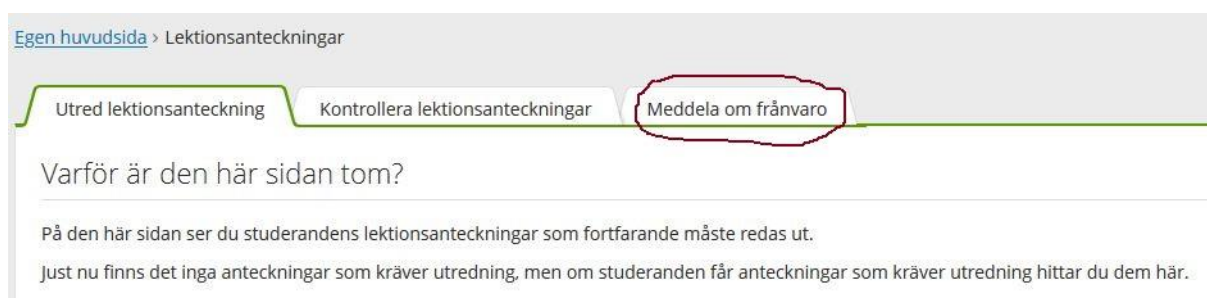 Egen huvudsida › Lektionsanteckningar
Utred lektionsanteckning Kontrollera lektionsanteckningar Meddela om frånvaro
Varför är den här sidan tom?
På den här sidan ser du studerandens lektionsanteckningar som fortfarande måste redas ut.
Just nu finns det inga anteckningar som kräver utredning, men om studeranden får anteckningar som kräver utredning hittar du dem här.